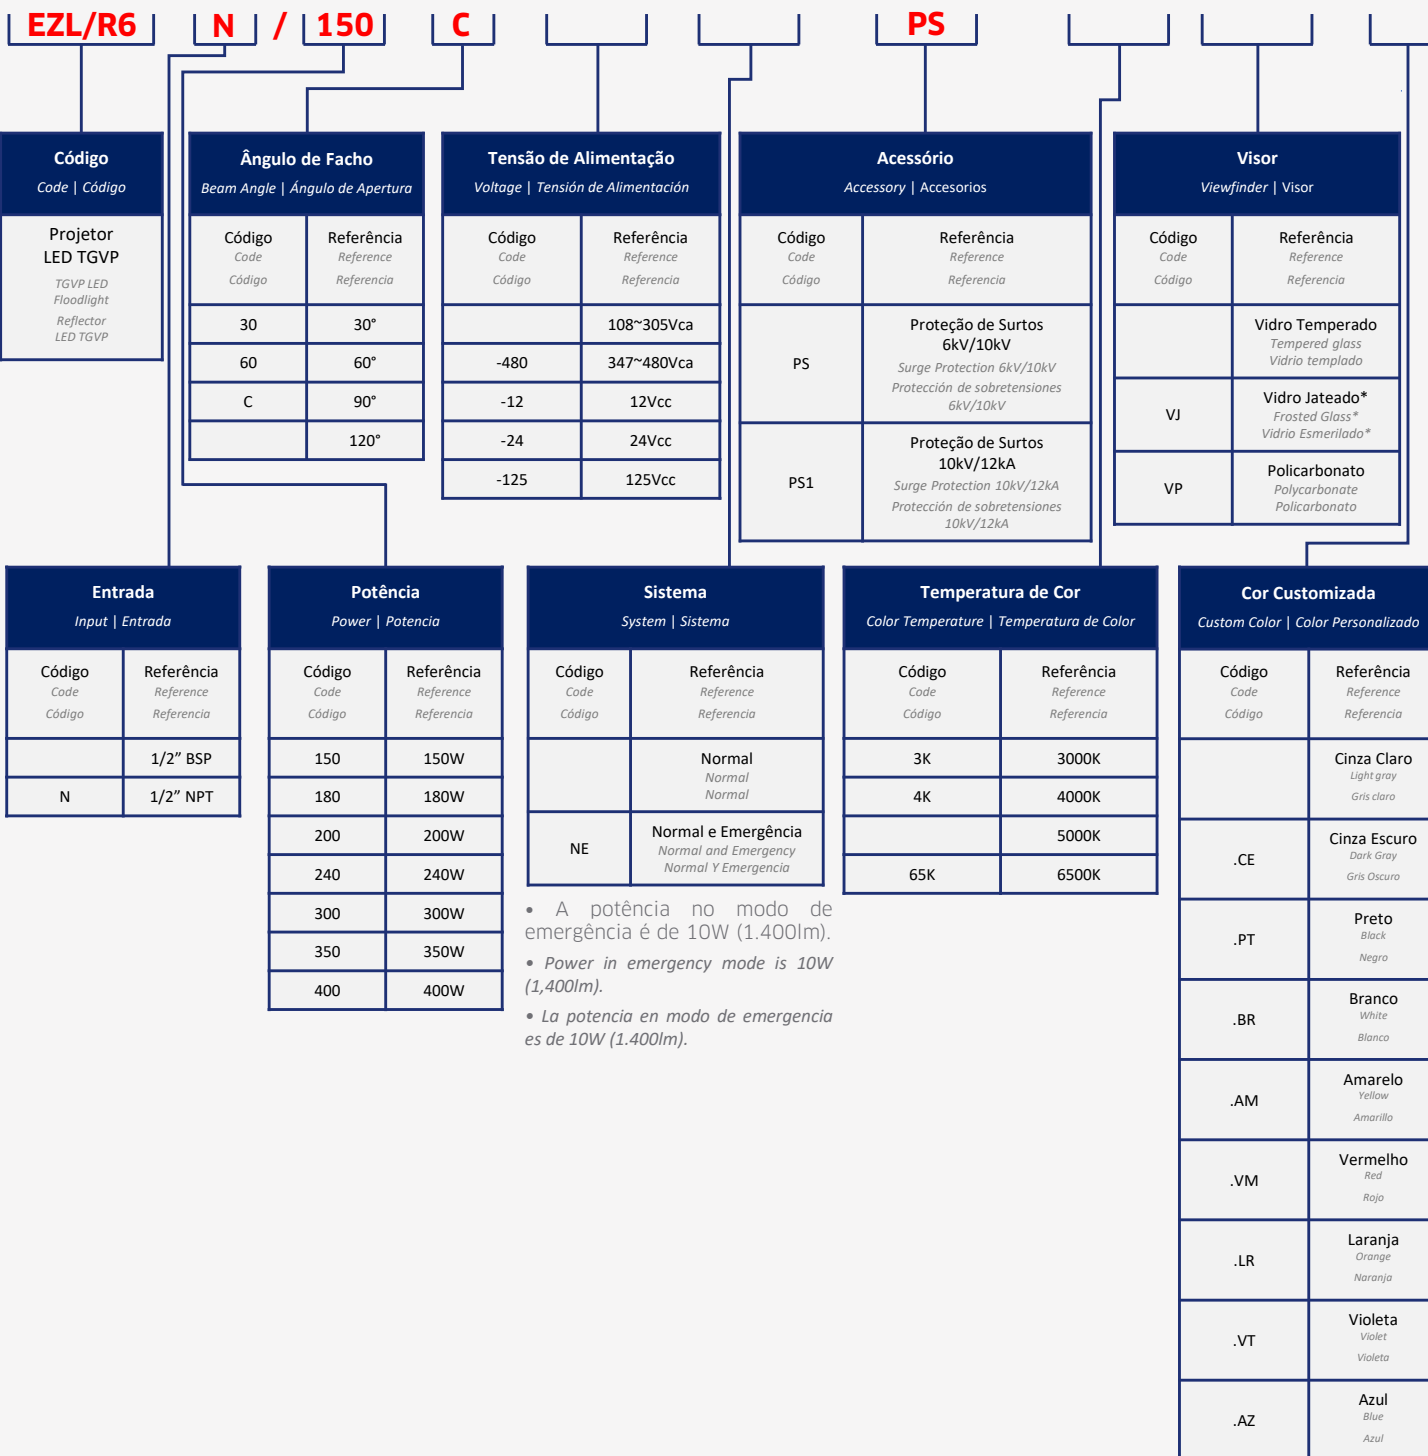 EZL/R6 N / 150 C PS
Código
Code | Código
Projetor
LED TGVP
TGVP LED
Floodlight
Reflector
LED TGVP
Ângulo de Facho
Beam Angle | Ángulo de Apertura
Código Referência
Code Reference
Código Referencia
30 30°
60 60°
C 90°
120°
Tensão de Alimentação
Voltage | Tensión de Alimentación
Código Referência
Code Reference
Código Referencia
108~305Vca
-480 347~480Vca
-12 12Vcc
-24 24Vcc
-125 125Vcc
Acessório
Accessory | Accesorios
Código Referência
Code Reference
Código Referencia
PS
Proteção de Surtos
6kV/10kV
Surge Protection 6kV/10kV
Protección de sobretensiones
6kV/10kV
PS1
Proteção de Surtos
10kV/12kA
Surge Protection 10kV/12kA
Protección de sobretensiones
10kV/12kA
Visor
Viewfinder | Visor
Código Referência
Code Reference
Código Referencia
Vidro Temperado
Tempered glass
Vidrio templado
VJ
Vidro Jateado*
Frosted Glass*
Vidrio Esmerilado*
VP
Policarbonato
Polycarbonate
Policarbonato
Entrada
Input | Entrada
Código Referência
Code Reference
Código Referencia
1/2” BSP
N 1/2” NPT
Potência
Power | Potencia
Código Referência
Code Reference
Código Referencia
150 150W
180 180W
200 200W
240 240W
300 300W
350 350W
400 400W
Sistema
System | Sistema
Código Referência
Code Reference
Código Referencia
Normal
Normal
Normal
NE
Normal e Emergência
Normal and Emergency
Normal Y Emergencia
• A potência no modo de
emergência é de 10W (1.400lm).
• Power in emergency mode is 10W
(1,400lm).
• La potencia en modo de emergencia
es de 10W (1.400lm).
Temperatura de Cor
Color Temperature | Temperatura de Color
Código Referência
Code Reference
Código Referencia
3K 3000K
4K 4000K
5000K
65K 6500K
Cor Customizada
Custom Color | Color Personalizado
Código Referência
Code Reference
Código Referencia
Cinza Claro
Light gray
Gris claro
.CE
Cinza Escuro
Dark Gray
Gris Oscuro
.PT
Preto
Black
Negro
.BR
Branco
White
Blanco
.AM
Amarelo
Yellow
Amarillo
.VM
Vermelho
Red
Rojo
.LR
Laranja
Orange
Naranja
.VT
Violeta
Violet
Violeta
.AZ
Azul
Blue
Azul